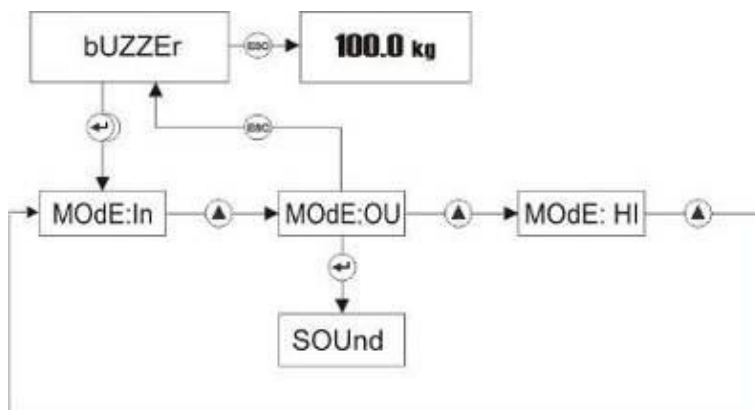 bUZZEr
ESC
100.0 kg
ESC
MOdE:In
MOdE:OU
MOdE: HI
SOUnd